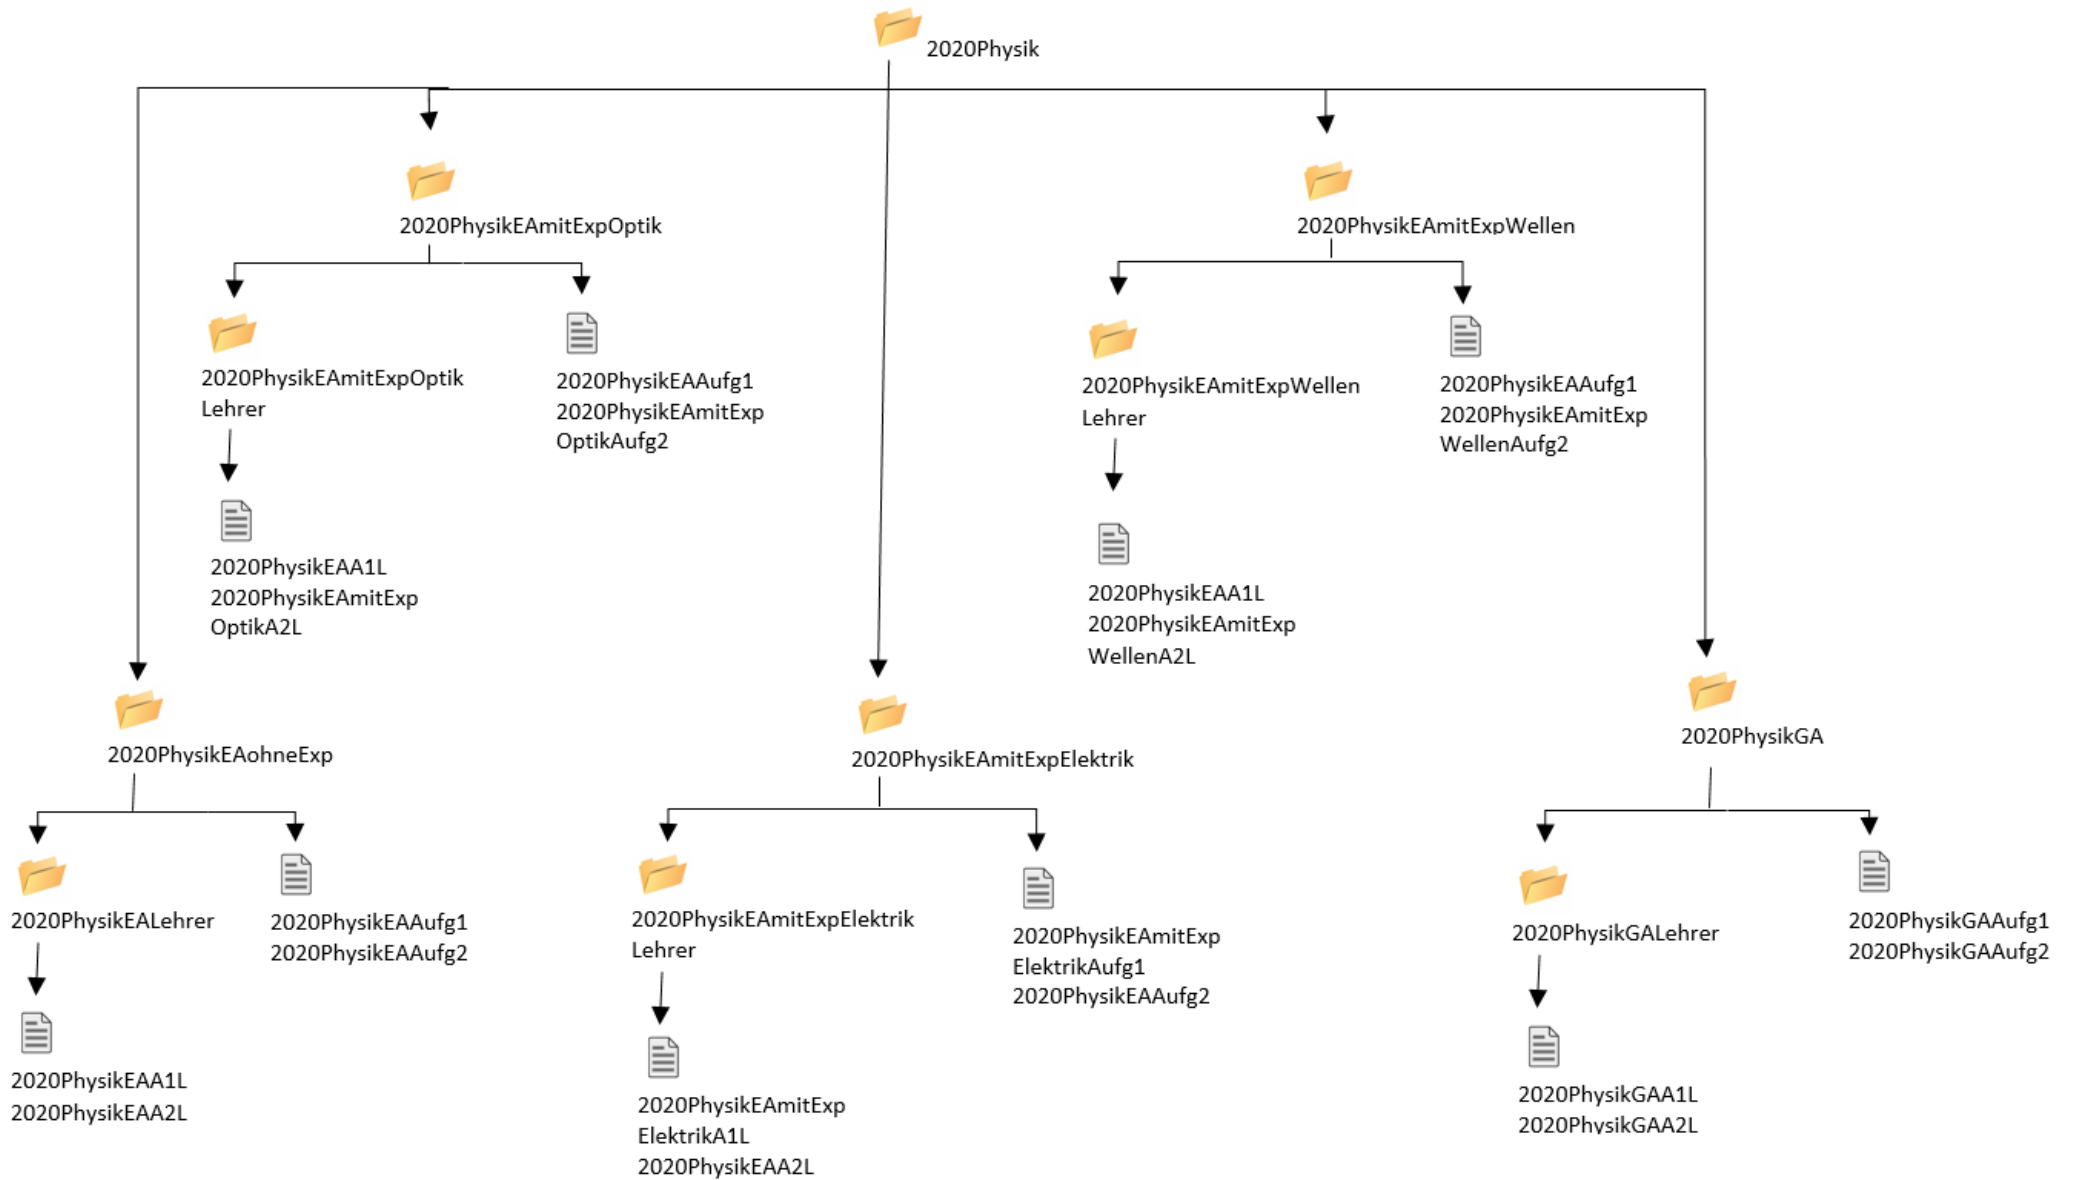 2020Physik
2020PhysikEAmitExpOptik
2020PhysikEAmitExpWellen
2020PhysikEAmitExpOptik
Lehrer
2020PhysikEAAufg1
2020PhysikEAmitExp
OptikAufg2
2020PhysikEAmitExpWellen
Lehrer
2020PhysikEAAufg1
2020PhysikEAmitExp
WellenAufg2
2020PhysikEAA1L
2020PhysikEAmitExp
OptikA2L
2020PhysikEAA1L
2020PhysikEAmitExp
WellenA2L
2020PhysikEAohneExp
2020PhysikEAmitExpElektrik
2020PhysikGA
2020PhysikEALehrer
2020PhysikEAAufg1
2020PhysikEAAufg2
2020PhysikEAmitExpElektrik
Lehrer
2020PhysikEAmitExp
ElektrikAufg1
2020PhysikEAAufg2
2020PhysikGALehrer
2020PhysikGAAufg1
2020PhysikGAAufg2
2020PhysikEAA1L
2020PhysikEAA2L
2020PhysikEAmitExp
ElektrikA1L
2020PhysikEAA2L
2020PhysikGAA1L
2020PhysikGAA2L